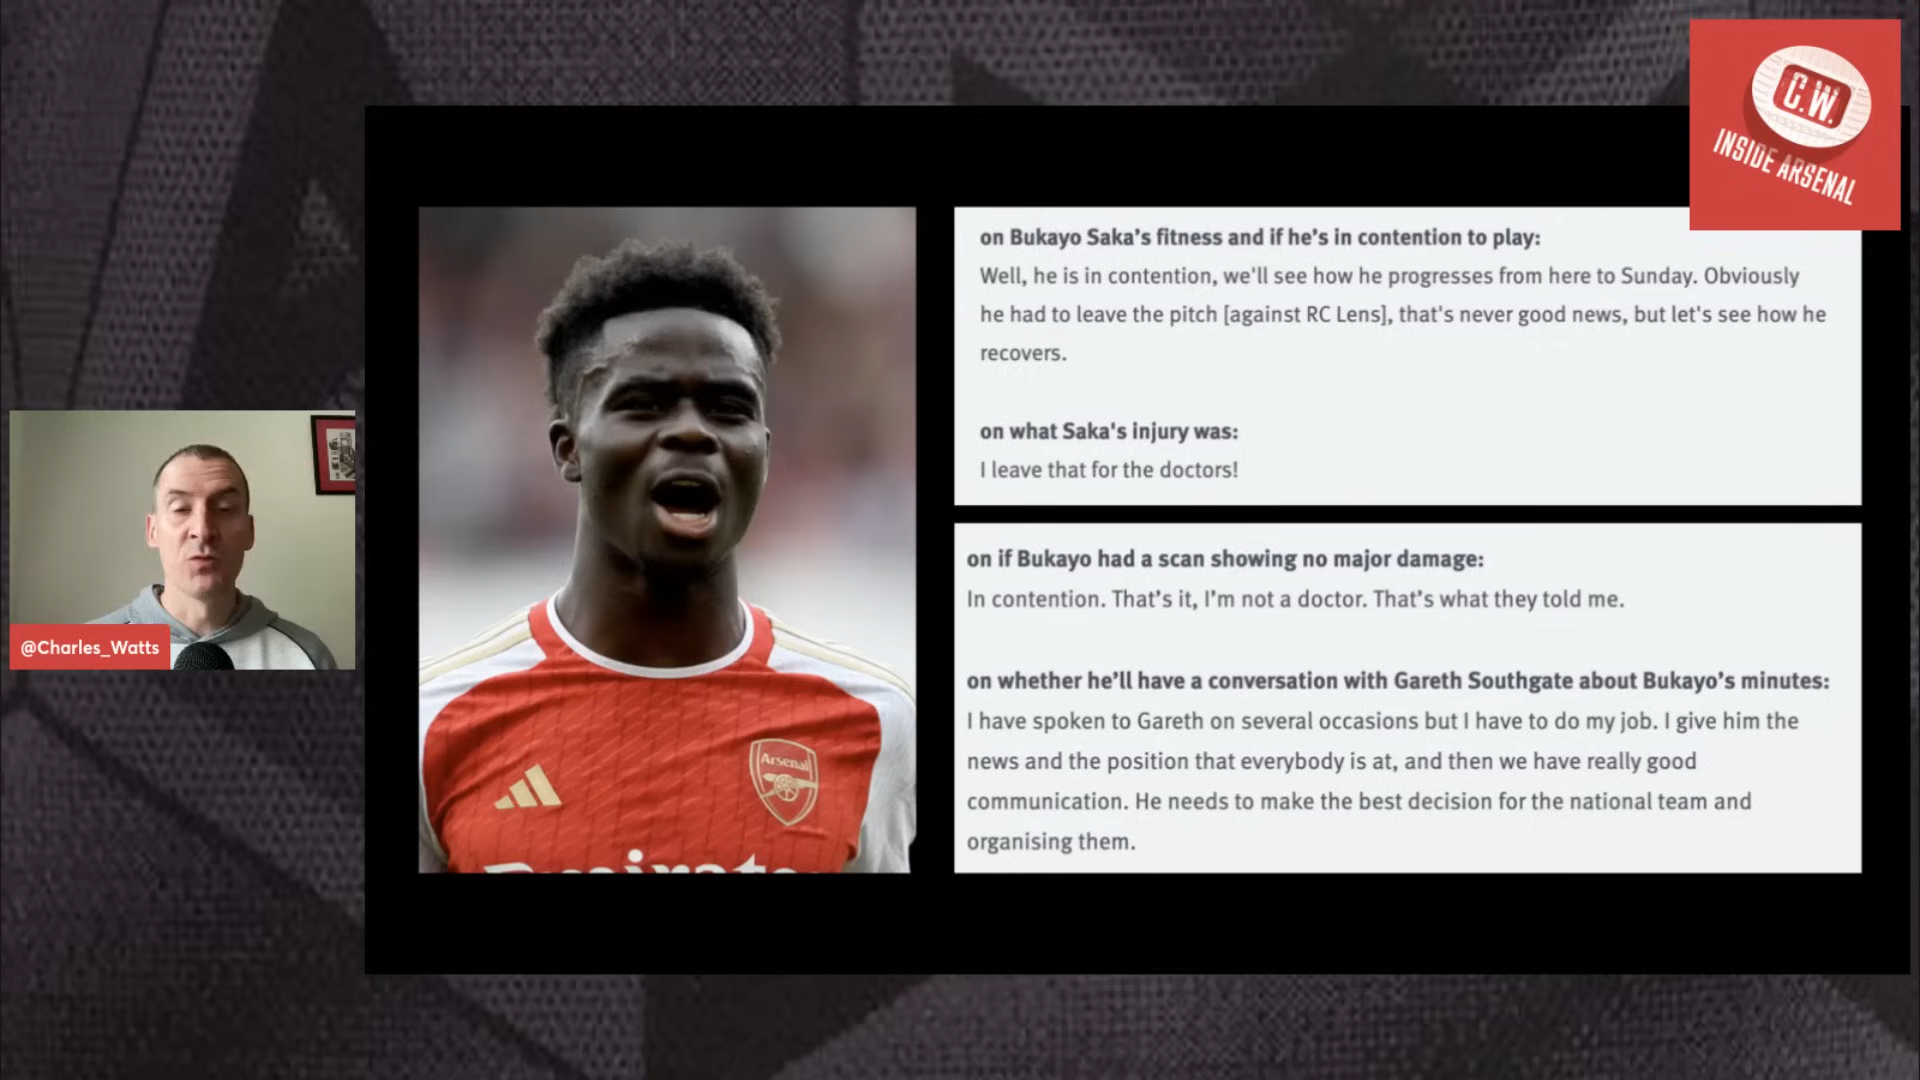 C.W.
INSIDE ARSENAL
on Bukayo Saka’s fitness and if he’s in contention to play:
Well, he is in contention, we'll see how he progresses from here to Sunday. Obviously
he had to leave the pitch [against RC Lens], that's never good news, but let's see how he
recovers.
on what Saka's injury was:
I leave that for the doctors!
on if Bukayo had a scan showing no major damage:
In contention. That’s it, I’m not a doctor. That’s what they told me.
on whether he’ll have a conversation with Gareth Southgate about Bukayo’s minutes:
I have spoken to Gareth on several occasions but I have to do my job. I give him the
news and the position that everybody is at, and then we have really good
communication. He needs to make the best decision for the national team and
organising them.
@Charles_Watts
Arsenal